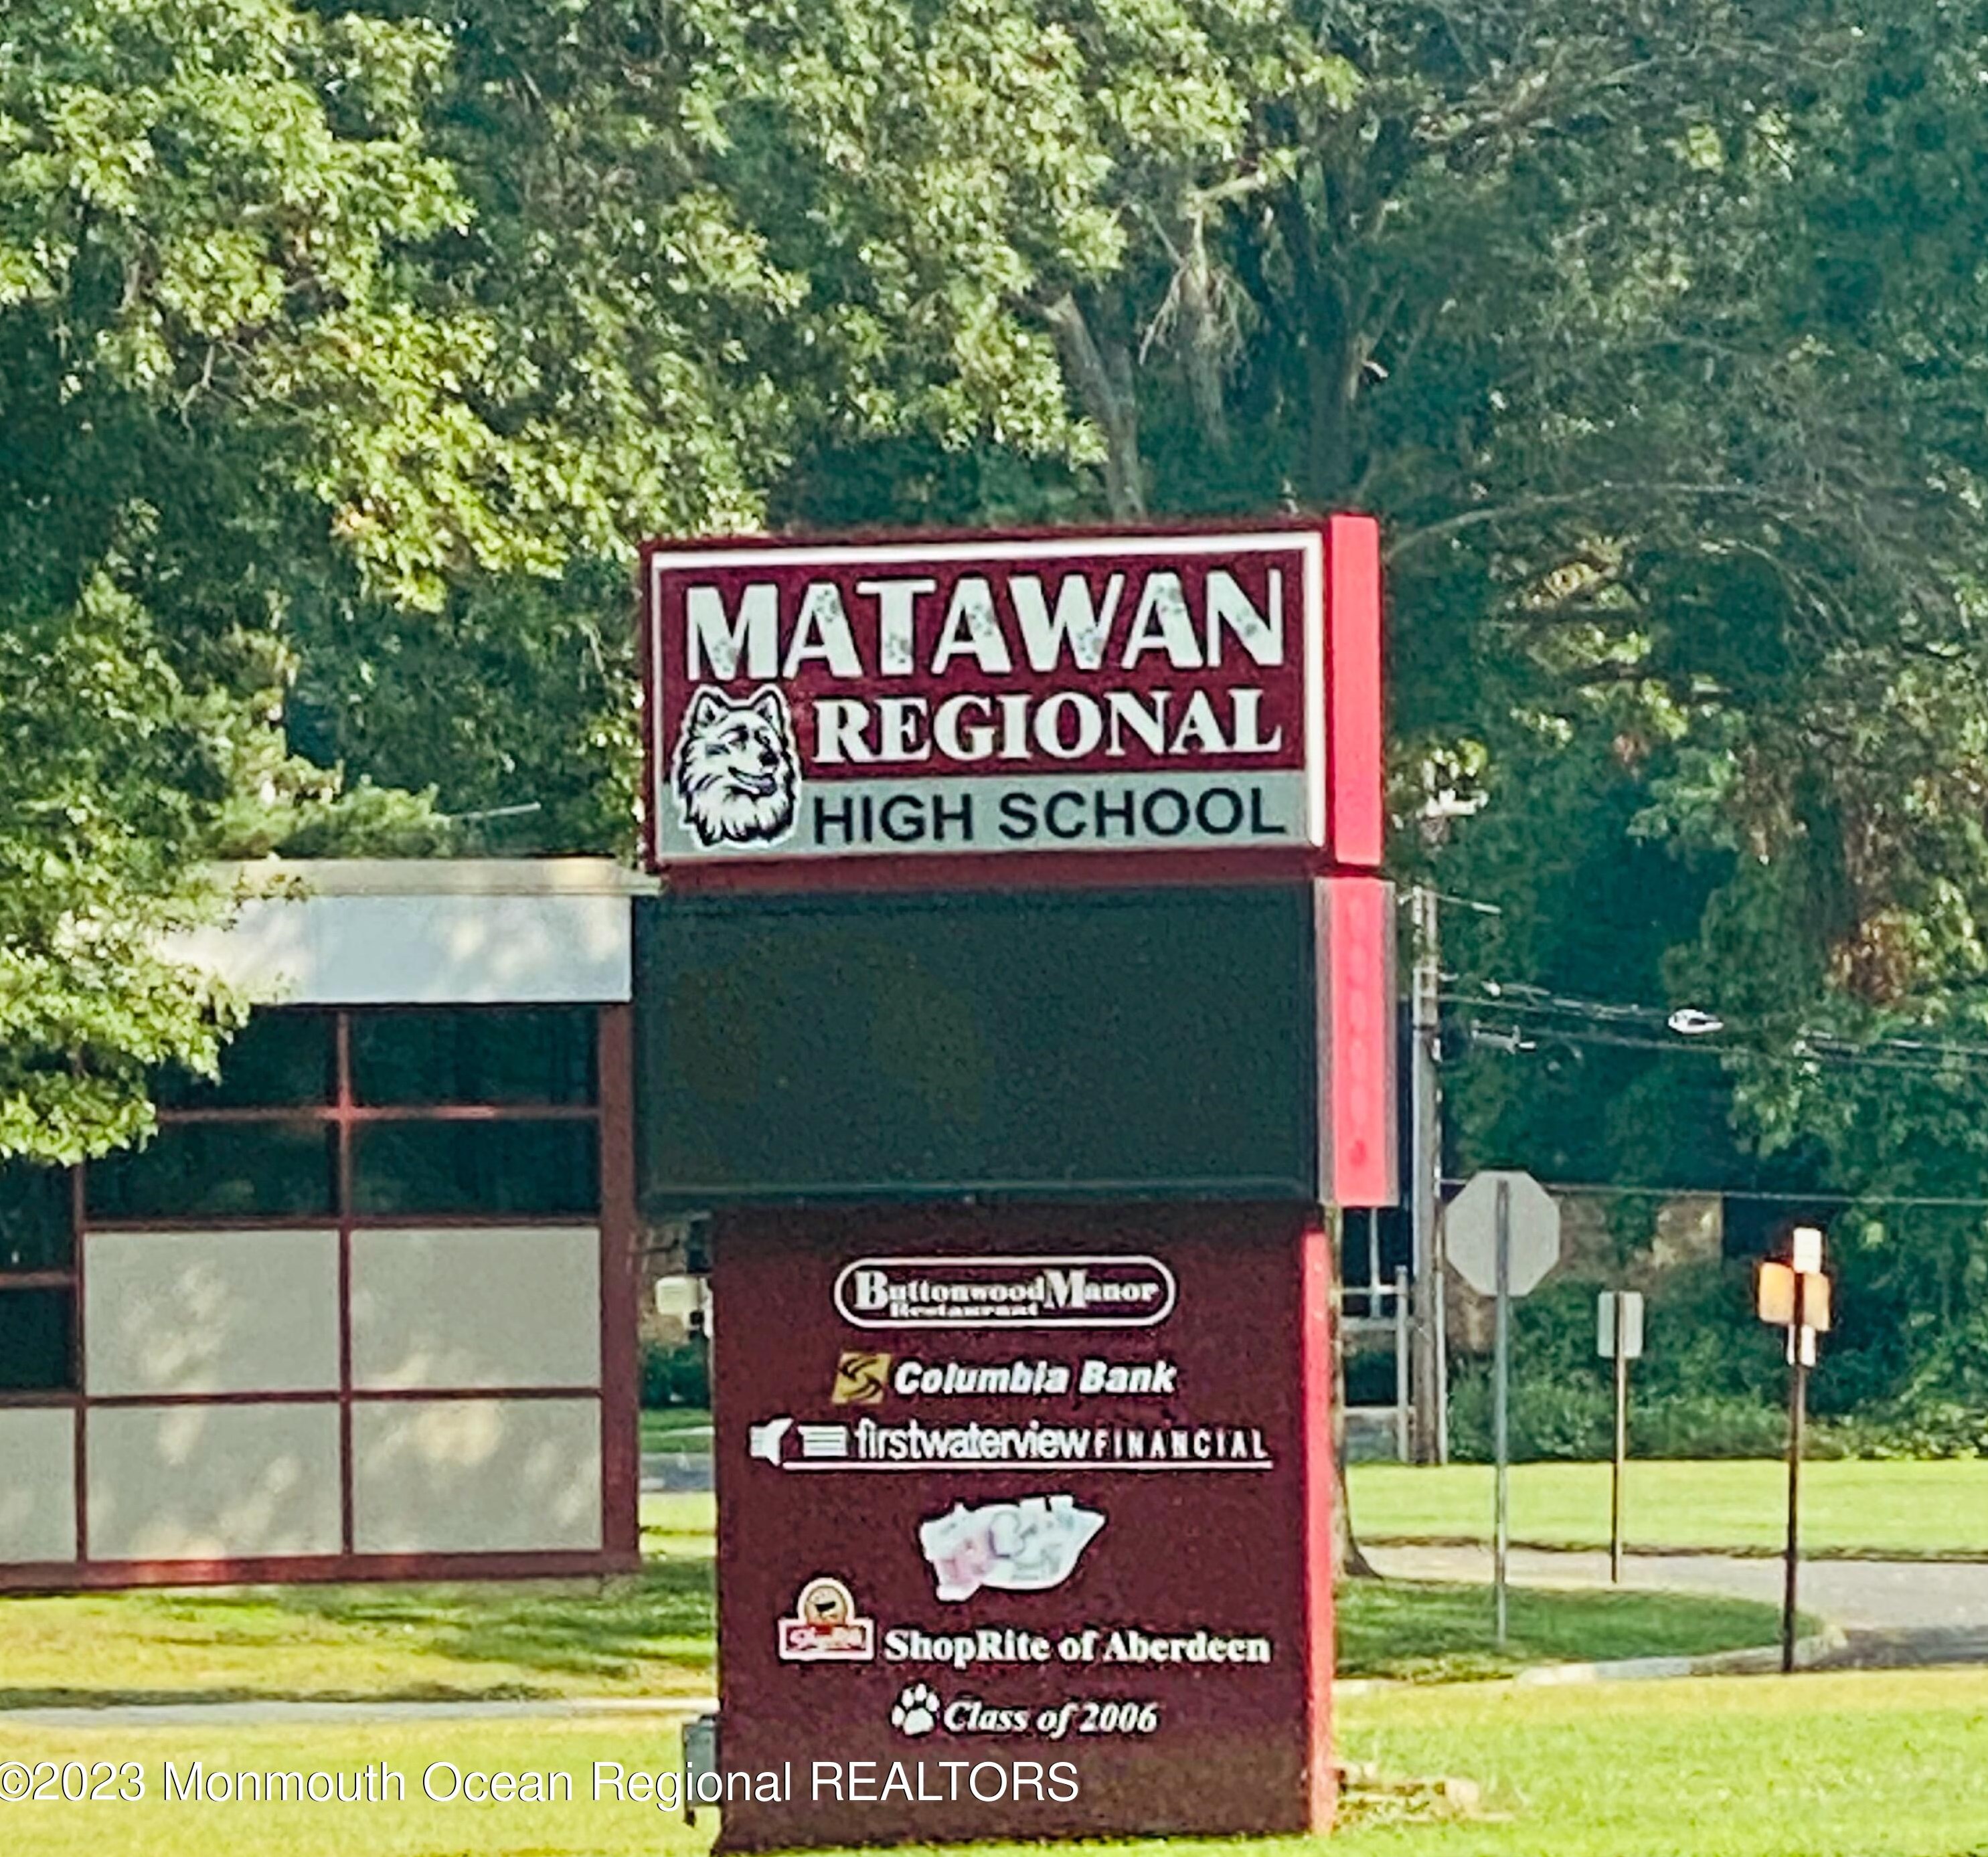 MATAWAN
REGIONAL
HIGH SCHOOL
ButtonwoodManor
Restaurant
Columbia Bank
firstwaterviewFINANCIAL
ShopRite
ShopRite of Aberdeen
Class of 2006
©2023 Monmouth Ocean Regional REALTORS